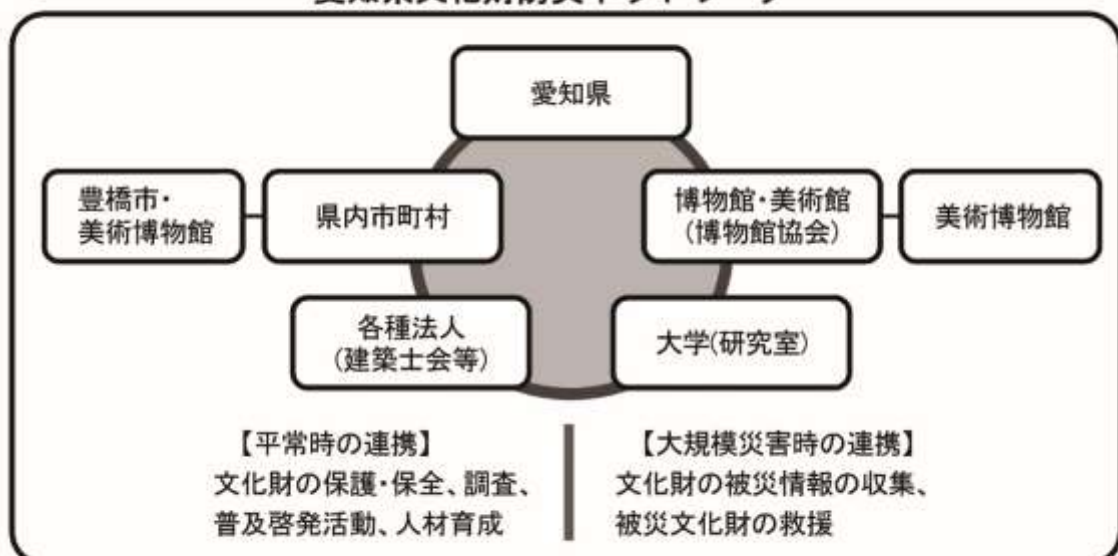 愛知県
豊橋市・
美術博物館
県内市町村
博物館・美術館
(博物館協会)
美術博物館
各種法人
(建築士会等)
大学(研究室)
【平常時の連携】
文化財の保護・保全、調査、
普及啓発活動、人材育成
【大規模災害時の連携】
文化財の被災情報の収集、
被災文化財の救援